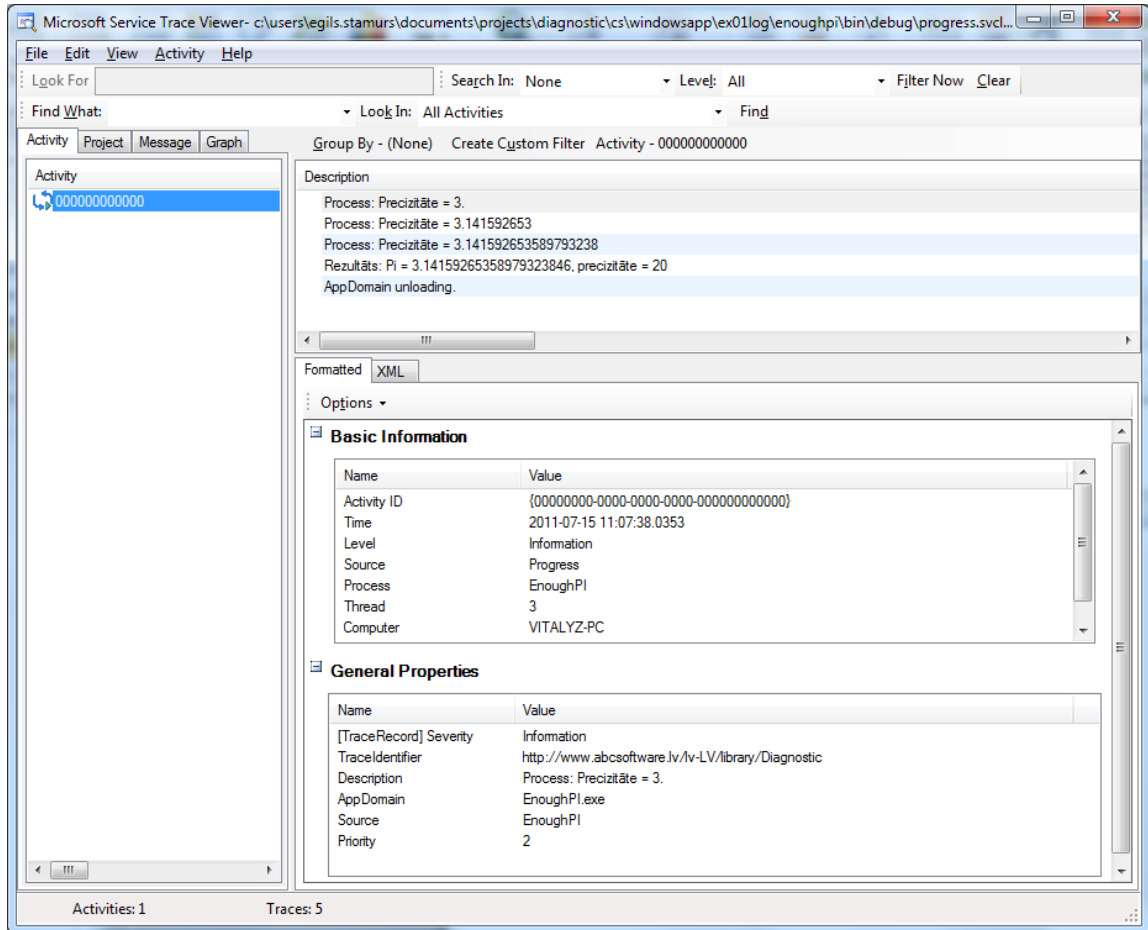 Microsoft Service Trace Viewer- c:\users\egils.stamurs\documents\projects\diagnostic\cs\windowsapp\ex01log\enoughpi\bin\debug\progress.svcl...
File Edit View Activity Help
Look For Search In: None Level: All Filter Now Clear
Find What: Look In: All Activities Find
Activity Project Message Graph
Group By - (None) Create Custom Filter Activity - 000000000000
Activity
000000000000
Description
Process: Precizitāte = 3.
Process: Precizitāte = 3.141592653
Process: Precizitāte = 3.141592653589793238
Rezultāts: Pi = 3.14159265358979323846, precizitāte = 20
AppDomain unloading.
Formatted XML
Options
Basic Information
Name Value
Activity ID {00000000-0000-0000-0000-000000000000}
Time 2011-07-15 11:07:38.0353
Level Information
Source Progress
Process EnoughPI
Thread 3
Computer VITALYZ-PC
General Properties
Name Value
[TraceRecord] Severity Information
TraceIdentifier http://www.abcsoftware.lv/lv-LV/library/Diagnostic
Description Process: Precizitāte = 3.
AppDomain EnoughPI.exe
Source EnoughPI
Priority 2
Activities: 1 Traces: 5